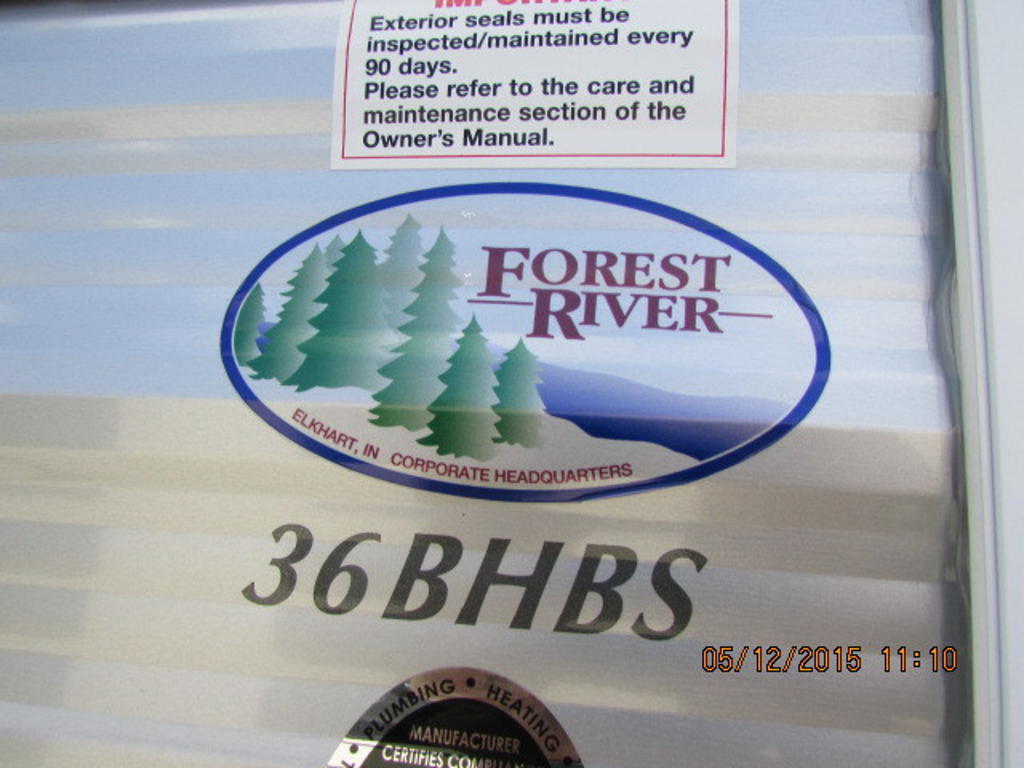 Exterior seals must be
inspected/maintained every
90 days.
Please refer to the care and
maintenance section of the
Owner's Manual.
FOREST
RIVER
ELKHART, IN CORPORATE HEADQUARTERS
36BHBS
05/12/2015 11:10
PLUMBING • HEATING
MANUFACTURER
CERTIFIES